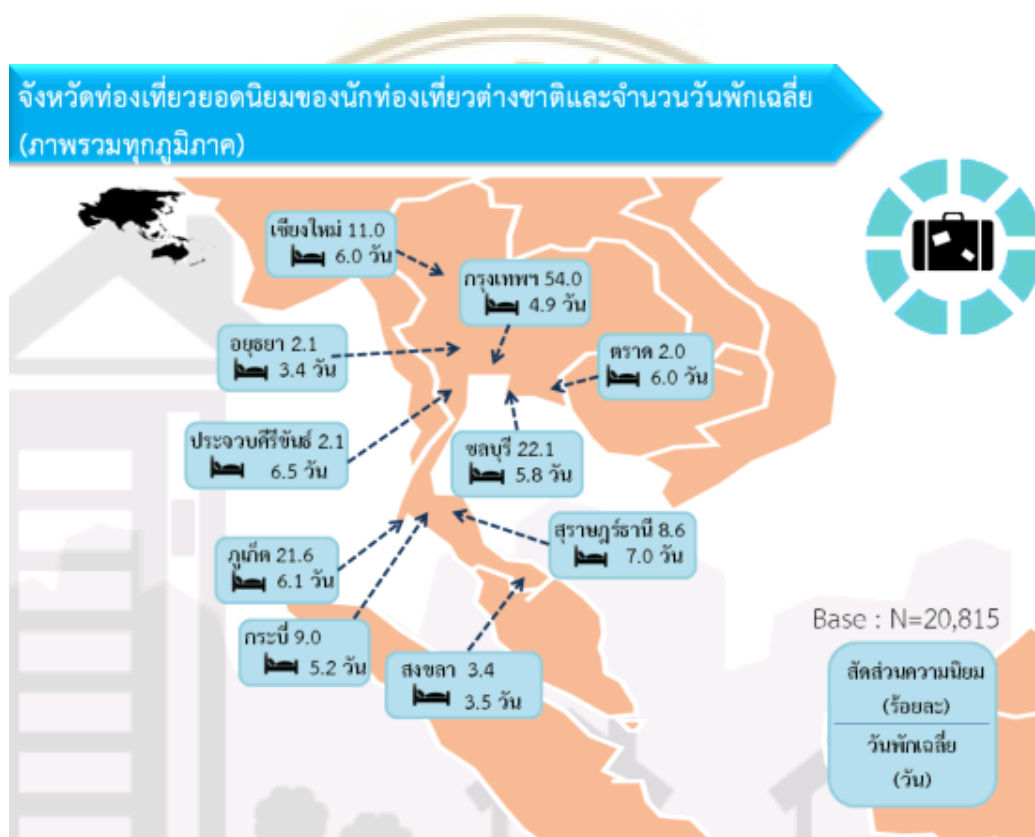 จังหวัดท่องเที่ยวยอดนิยมของนักท่องเที่ยวต่างชาติและจำนวนวันพักเฉลี่ย
(ภาพรวมทุกภูมิภาค)
เชียงใหม่ 11.0
6.0 วัน
กรุงเทพฯ 54.0
4.9 วัน
อยุธยา 2.1
3.4 วัน
ตราด 2.0
6.0 วัน
ประจวบคีรีขันธ์ 2.1
6.5 วัน
ชลบุรี 22.1
5.8 วัน
สุราษฎร์ธานี 8.6
7.0 วัน
ภูเก็ต 21.6
6.1 วัน
กระบี่ 9.0
5.2 วัน
สงขลา 3.4
3.5 วัน
Base : N=20,815
สัดส่วนความนิยม
(ร้อยละ)
วันพักเฉลี่ย
(วัน)